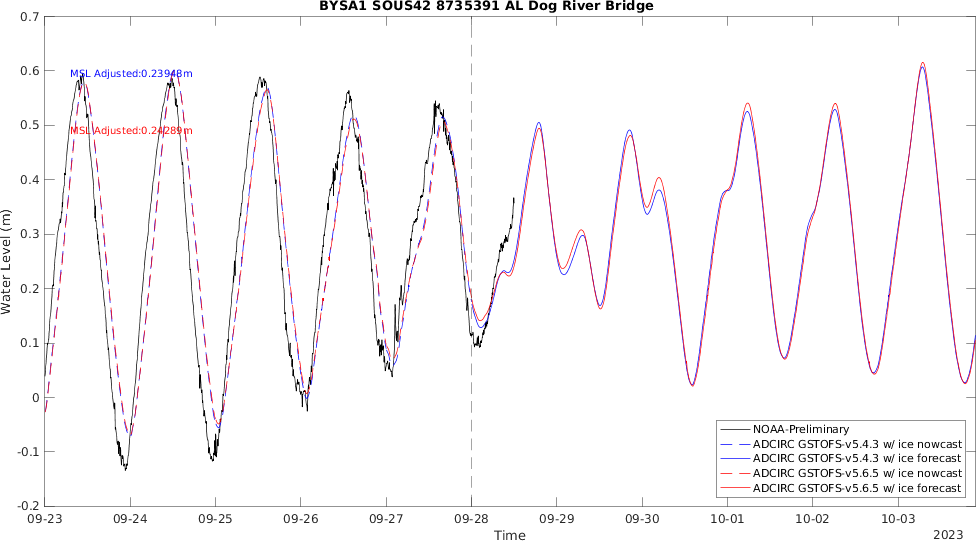 BYSA1 SOUS42 8735391 AL Dog River Bridge
0.7
0.6
0.5
0.4
0.3
0.2
0.1
0
-0.1
-0.2
Water Level (m)
MSL Adjusted:0.23948m
MSL Adjusted:0.24289m
NOAA-Preliminary
ADCIRC GSTOFS-v5.4.3 w/ ice nowcast
ADCIRC GSTOFS-v5.4.3 w/ ice forecast
ADCIRC GSTOFS-v5.6.5 w/ ice nowcast
ADCIRC GSTOFS-v5.6.5 w/ ice forecast
09-23 09-24 09-25 09-26 09-27 09-28 09-29 09-30 10-01 10-02 10-03
Time
2023